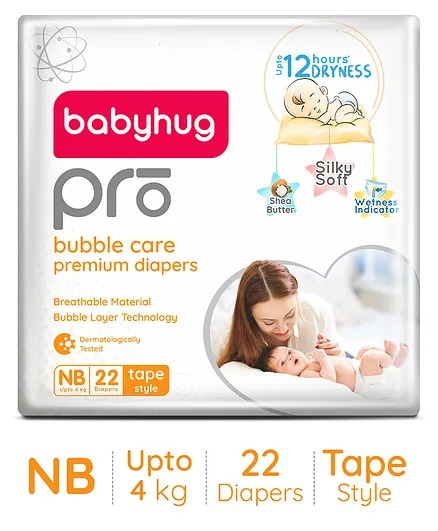 Upto 12 hours' DRYNESS
babyhug
pro
Silky
Soft
Shea
Butter
Wetness
Indicator
bubble care
premium diapers
Breathable Material
Bubble Layer Technology
Dermatologically
Tested
NB 22 tape
Upto 4 kg Diapers style
NB Upto 22 Tape
4 kg Diapers Style